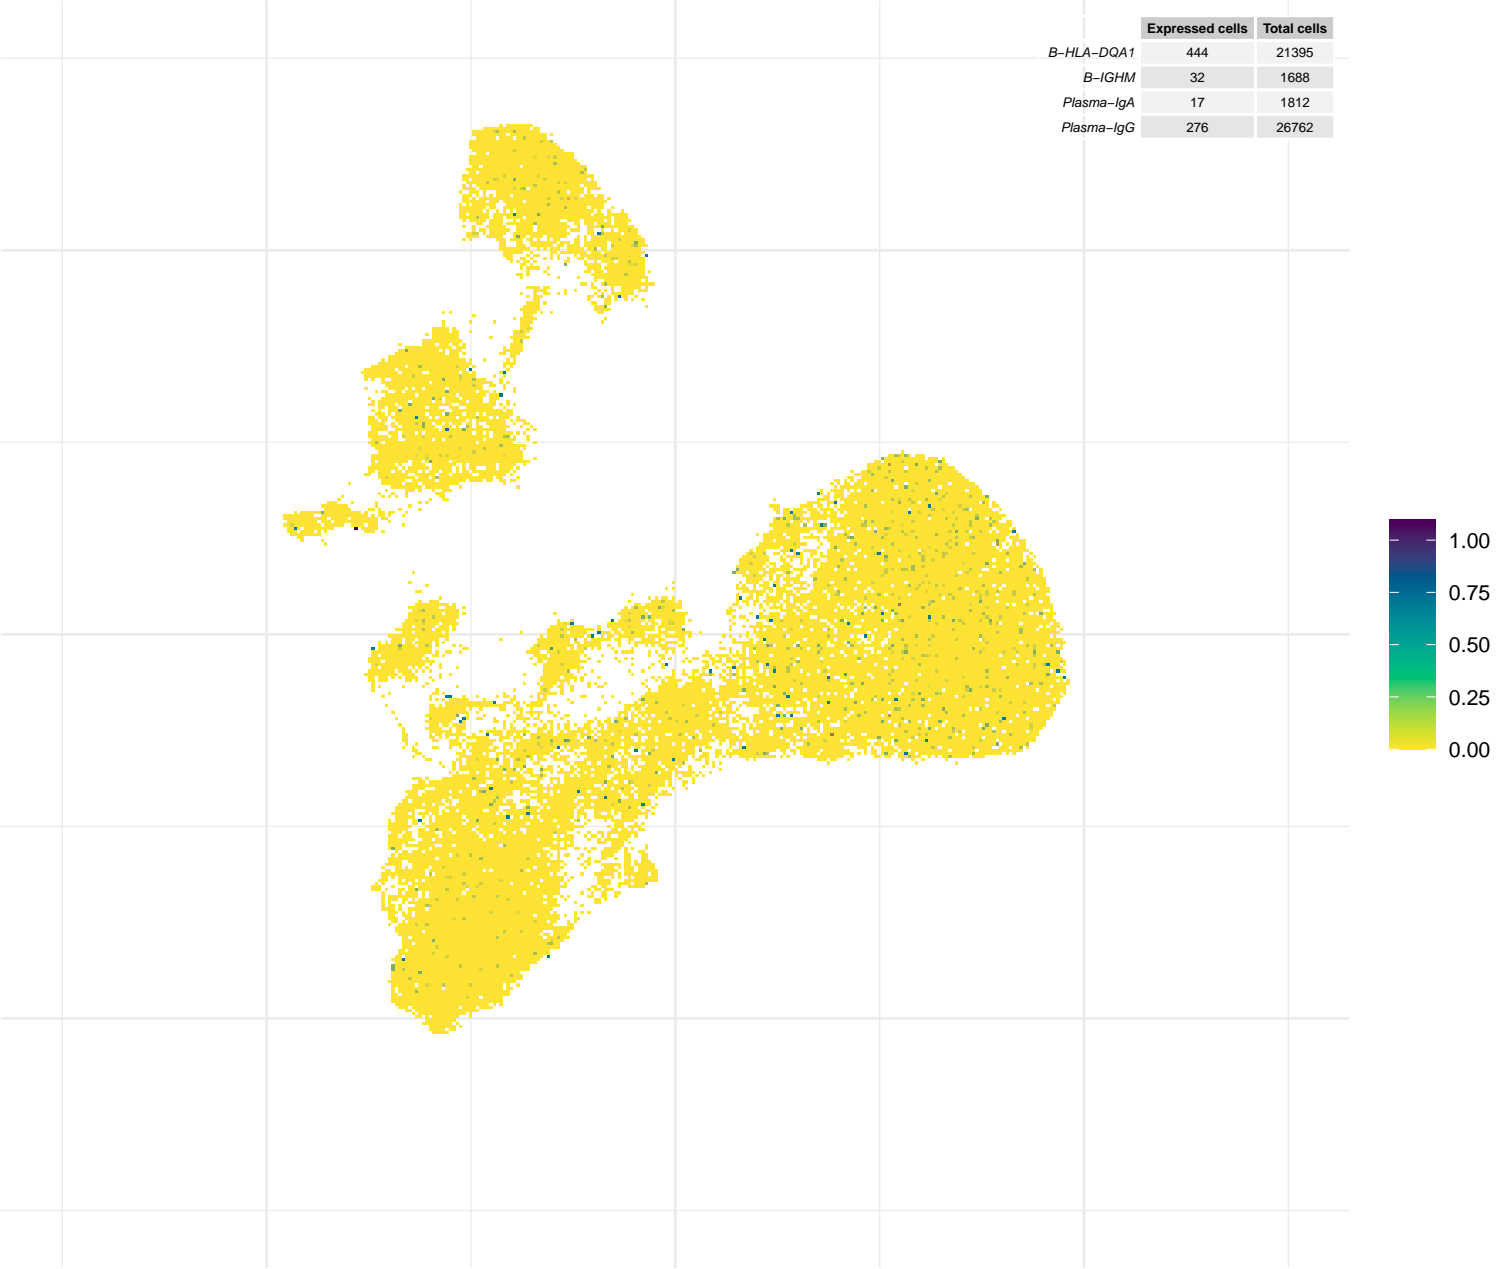 Expressed cells Total cells
B−HLA−DQA1 444 21395
B−IGHM 32 1688
Plasma−IgA 17 1812
Plasma−IgG 276 26762
1.00
0.75
0.50
0.25
0.00